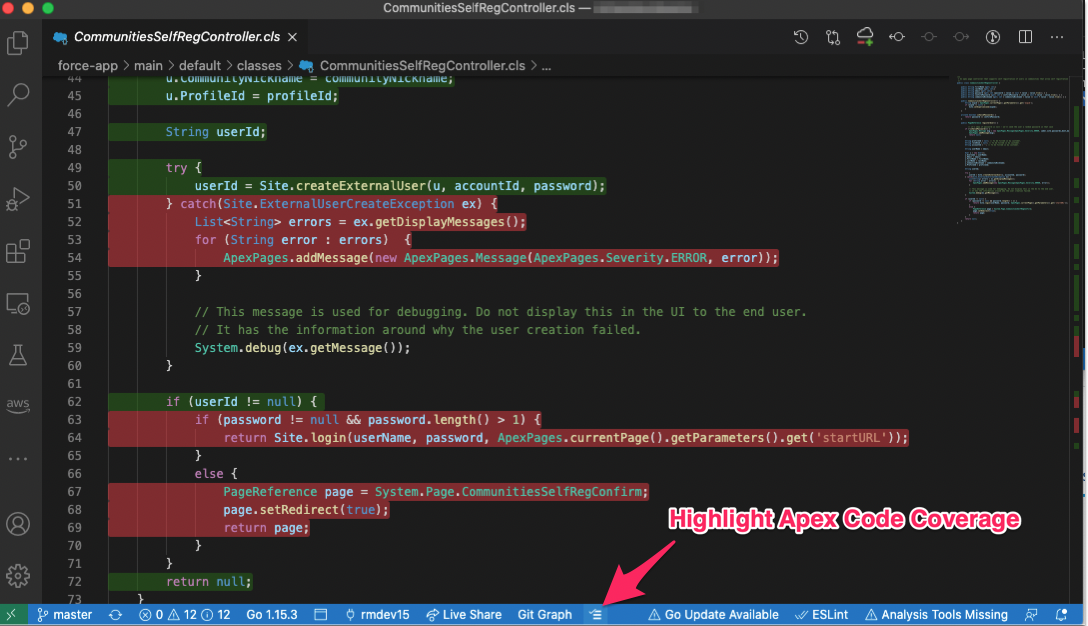 CommunitiesSelfRegController.cls —
CommunitiesSelfRegController.cls ×
force-app > main > default > classes > CommunitiesSelfRegController.cls > ...
44 u.CommunityNickname = communityNickname;
45 u.ProfileId = profileId;
46
47 String userId;
48
49 try {
50 userId = Site.createExternalUser(u, accountId, password);
51 } catch(Site.ExternalUserCreateException ex) {
52 List<String> errors = ex.getDisplayMessages();
53 for (String error : errors)  {
54 ApexPages.addMessage(new ApexPages.Message(ApexPages.Severity.ERROR, error));
55 }
56
57 // This message is used for debugging. Do not display this in the UI to the end user.
58 // It has the information around why the user creation failed.
59 System.debug(ex.getMessage());
60 }
61
62 if (userId != null) {
63 if (password != null && password.length() > 1) {
64 return Site.login(userName, password, ApexPages.currentPage().getParameters().get('startURL'));
65 }
66 else {
67 PageReference page = System.Page.CommunitiesSelfRegConfirm;
68 page.setRedirect(true);
69 return page;
70 }
71 }
72 return null;
73 }
aws
Highlight Apex Code Coverage
master 0 12 12 Go 1.15.3 rmdev15 Live Share Git Graph Go Update Available ESLint Analysis Tools Missing